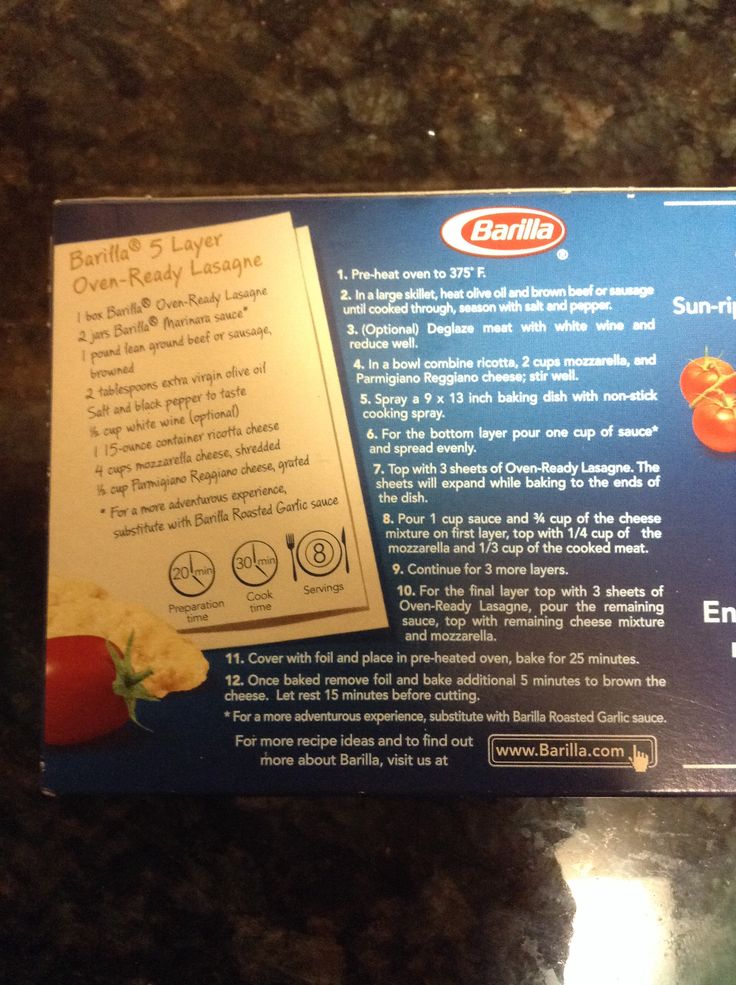 Barilla® 5 Layer
Oven-Ready Lasagne
1 box Barilla® Oven-Ready Lasagne
2 jars Barilla® Marinara sauce*
1 pound lean ground beef or sausage,
browned
2 tablespoons extra virgin olive oil
Salt and black pepper to taste
½ cup white wine (optional)
1 15-ounce container ricotta cheese
4 cups mozzarella cheese, shredded
½ cup Parmigiano Reggiano cheese, grated
* For a more adventurous experience,
substitute with Barilla Roasted Garlic sauce
20 min
Preparation
time
30 min
Cook
time
8
Servings
Barilla®
1. Pre-heat oven to 375° F.
2. In a large skillet, heat olive oil and brown beef or sausage
until cooked through, season with salt and pepper.
3. (Optional) Deglaze meat with white wine and
reduce well.
4. In a bowl combine ricotta, 2 cups mozzarella, and
Parmigiano Reggiano cheese; stir well.
5. Spray a 9 x 13 inch baking dish with non-stick
cooking spray.
6. For the bottom layer pour one cup of sauce*
and spread evenly.
7. Top with 3 sheets of Oven-Ready Lasagne. The
sheets will expand while baking to the ends of
the dish.
8. Pour 1 cup sauce and ¾ cup of the cheese
mixture on first layer, top with 1/4 cup of the
mozzarella and 1/3 cup of the cooked meat.
9. Continue for 3 more layers.
10. For the final layer top with 3 sheets of
Oven-Ready Lasagne, pour the remaining
sauce, top with remaining cheese mixture
and mozzarella.
11. Cover with foil and place in pre-heated oven, bake for 25 minutes.
12. Once baked remove foil and bake additional 5 minutes to brown the
cheese. Let rest 15 minutes before cutting.
* For a more adventurous experience, substitute with Barilla Roasted Garlic sauce.
For more recipe ideas and to find out
more about Barilla, visit us at
www.Barilla.com
Sun-rip
En